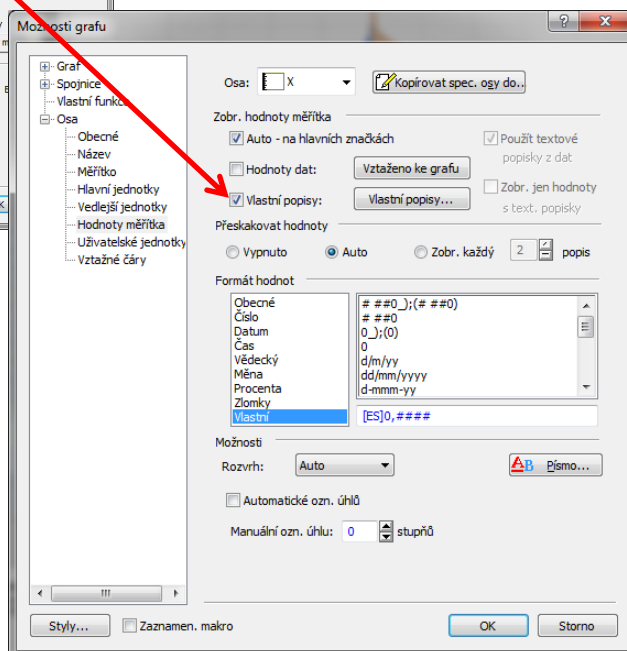 Možnosti grafu
Graf
Spojnice
Vlastní funkce
Osa
Obecné
Název
Měřítko
Hlavní jednotky
Vedlejší jednotky
Hodnoty měřítka
Uživatelské jednotky
Vztažné čáry
Osa: X Kopírovat spec. osy do..
Zobr. hodnoty měřítka
Auto - na hlavních značkách
Použít textové
popisky z dat
Hodnoty dat: Vztaženo ke grafu
Zobr. jen hodnoty
s text. popisky
Vlastní popisy: Vlastní popisy...
Přeskakovat hodnoty
Vypnuto Auto Zobr. každý 2 popis
Formát hodnot
Obecné
Číslo
Datum
Čas
Vědecký
Měna
Procenta
Zlomky
Vlastní
# ##0_);(# ##0)
# ##0
0_);(0)
0
d/m/yy
dd/mm/yyyy
d-mmm-yy
[ES]0,####
Možnosti
Rozvrh: Auto AB Písmo...
Automatické ozn. úhlů
Manuální ozn. úhlu: 0 stupňů
Styly... Zaznamen. makro OK Storno